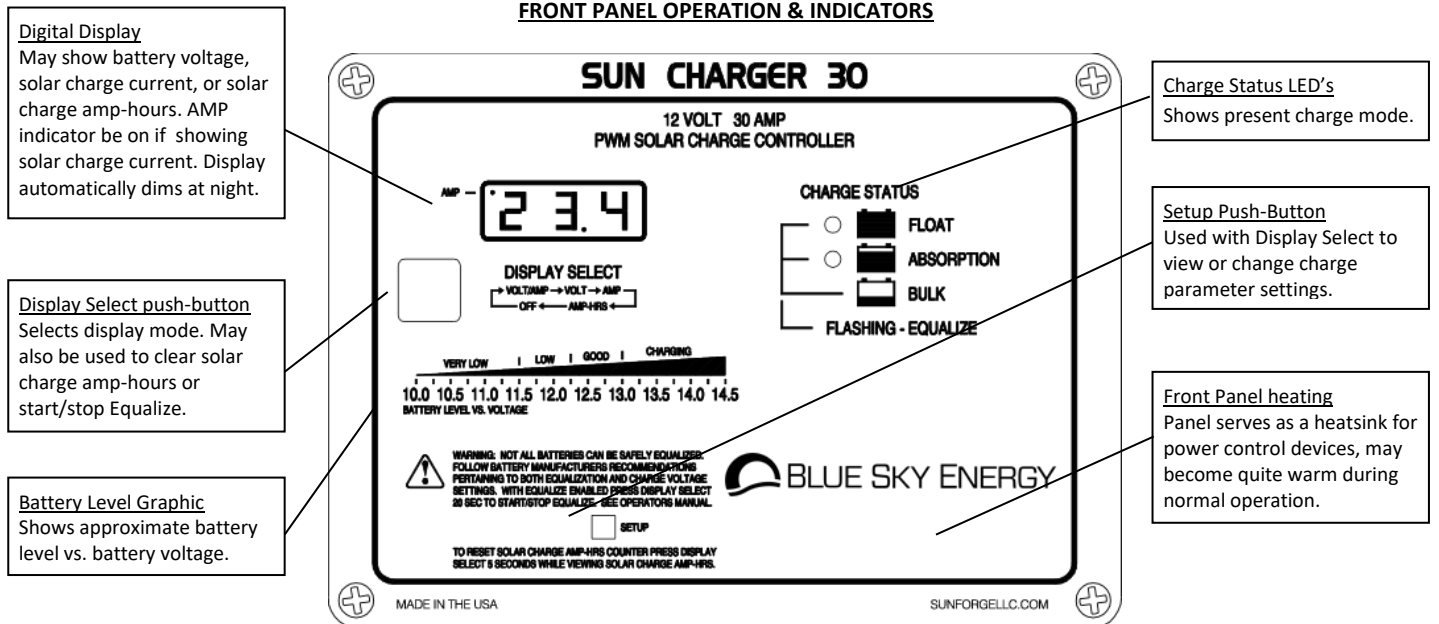 FRONT PANEL OPERATION & INDICATORS
Digital Display
May show battery voltage,
solar charge current, or solar
charge amp-hours. AMP
indicator be on if showing
solar charge current. Display
automatically dims at night.
Display Select push-button
Selects display mode. May
also be used to clear solar
charge amp-hours or
start/stop Equalize.
Battery Level Graphic
Shows approximate battery
level vs. battery voltage.
SUN CHARGER 30
12 VOLT 30 AMP
PWM SOLAR CHARGE CONTROLLER
AMP
23.4
DISPLAY SELECT
VOLT/AMP → VOLT → AMP
OFF ← AMP-HRS ←
CHARGE STATUS
FLOAT
ABSORPTION
BULK
FLASHING - EQUALIZE
VERY LOW | LOW | GOOD | CHARGING
10.0 10.5 11.0 11.5 12.0 12.5 13.0 13.5 14.0 14.5
BATTERY LEVEL VS. VOLTAGE
WARNING: NOT ALL BATTERIES CAN BE SAFELY EQUALIZED.
FOLLOW BATTERY MANUFACTURERS RECOMMENDATIONS
PERTAINING TO BOTH EQUALIZATION AND CHARGE VOLTAGE
SETTINGS. WITH EQUALIZE ENABLED PRESS DISPLAY SELECT
20 SEC TO START/STOP EQUALIZE. SEE OPERATORS MANUAL.
SETUP
TO RESET SOLAR CHARGE AMP-HRS COUNTER PRESS DISPLAY
SELECT 5 SECONDS WHILE VIEWING SOLAR CHARGE AMP-HRS.
BLUE SKY ENERGY
MADE IN THE USA
SUNFORGELLC.COM
Charge Status LED's
Shows present charge mode.
Setup Push-Button
Used with Display Select to
view or change charge
parameter settings.
Front Panel heating
Panel serves as a heatsink for
power control devices, may
become quite warm during
normal operation.